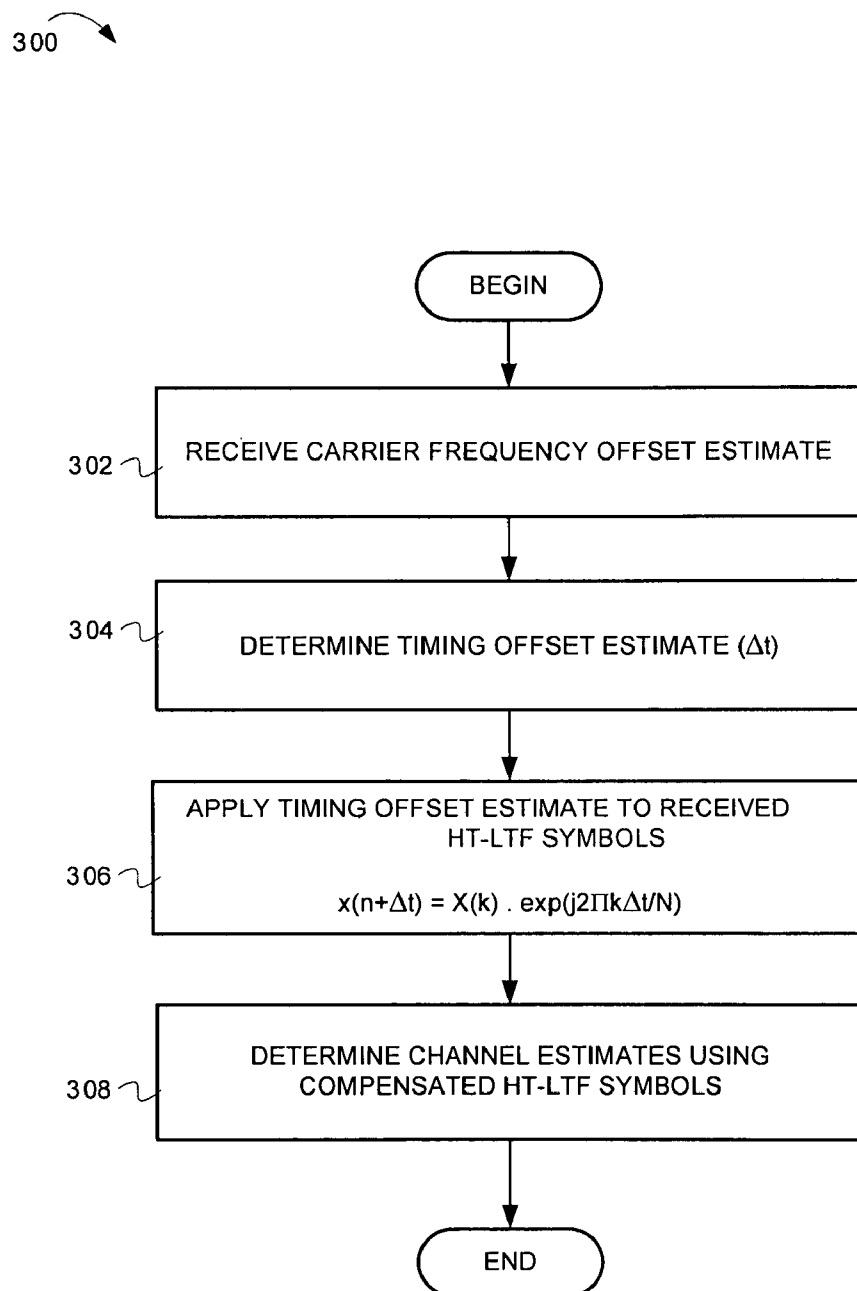 300
BEGIN
302
RECEIVE CARRIER FREQUENCY OFFSET ESTIMATE
304
DETERMINE TIMING OFFSET ESTIMATE (Δt)
306
APPLY TIMING OFFSET ESTIMATE TO RECEIVED
HT-LTF SYMBOLS
x(n+Δt) = X(k) . exp(j2ΠkΔt/N)
308
DETERMINE CHANNEL ESTIMATES USING
COMPENSATED HT-LTF SYMBOLS
END